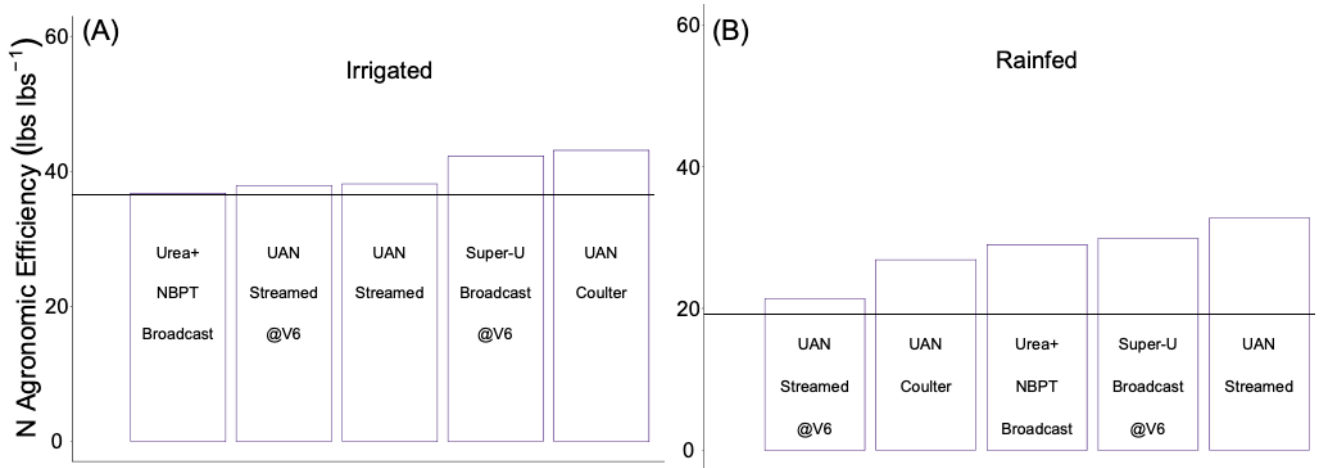 N Agronomic Efficiency (lbs lbs⁻¹)
(A)
Irrigated
60
40
20
0
Urea+
NBPT
Broadcast
UAN
Streamed
@V6
UAN
Streamed
Super-U
Broadcast
@V6
UAN
Coulter
(B)
Rainfed
60
40
20
0
UAN
Streamed
@V6
UAN
Coulter
Urea+
NBPT
Broadcast
Super-U
Broadcast
@V6
UAN
Streamed